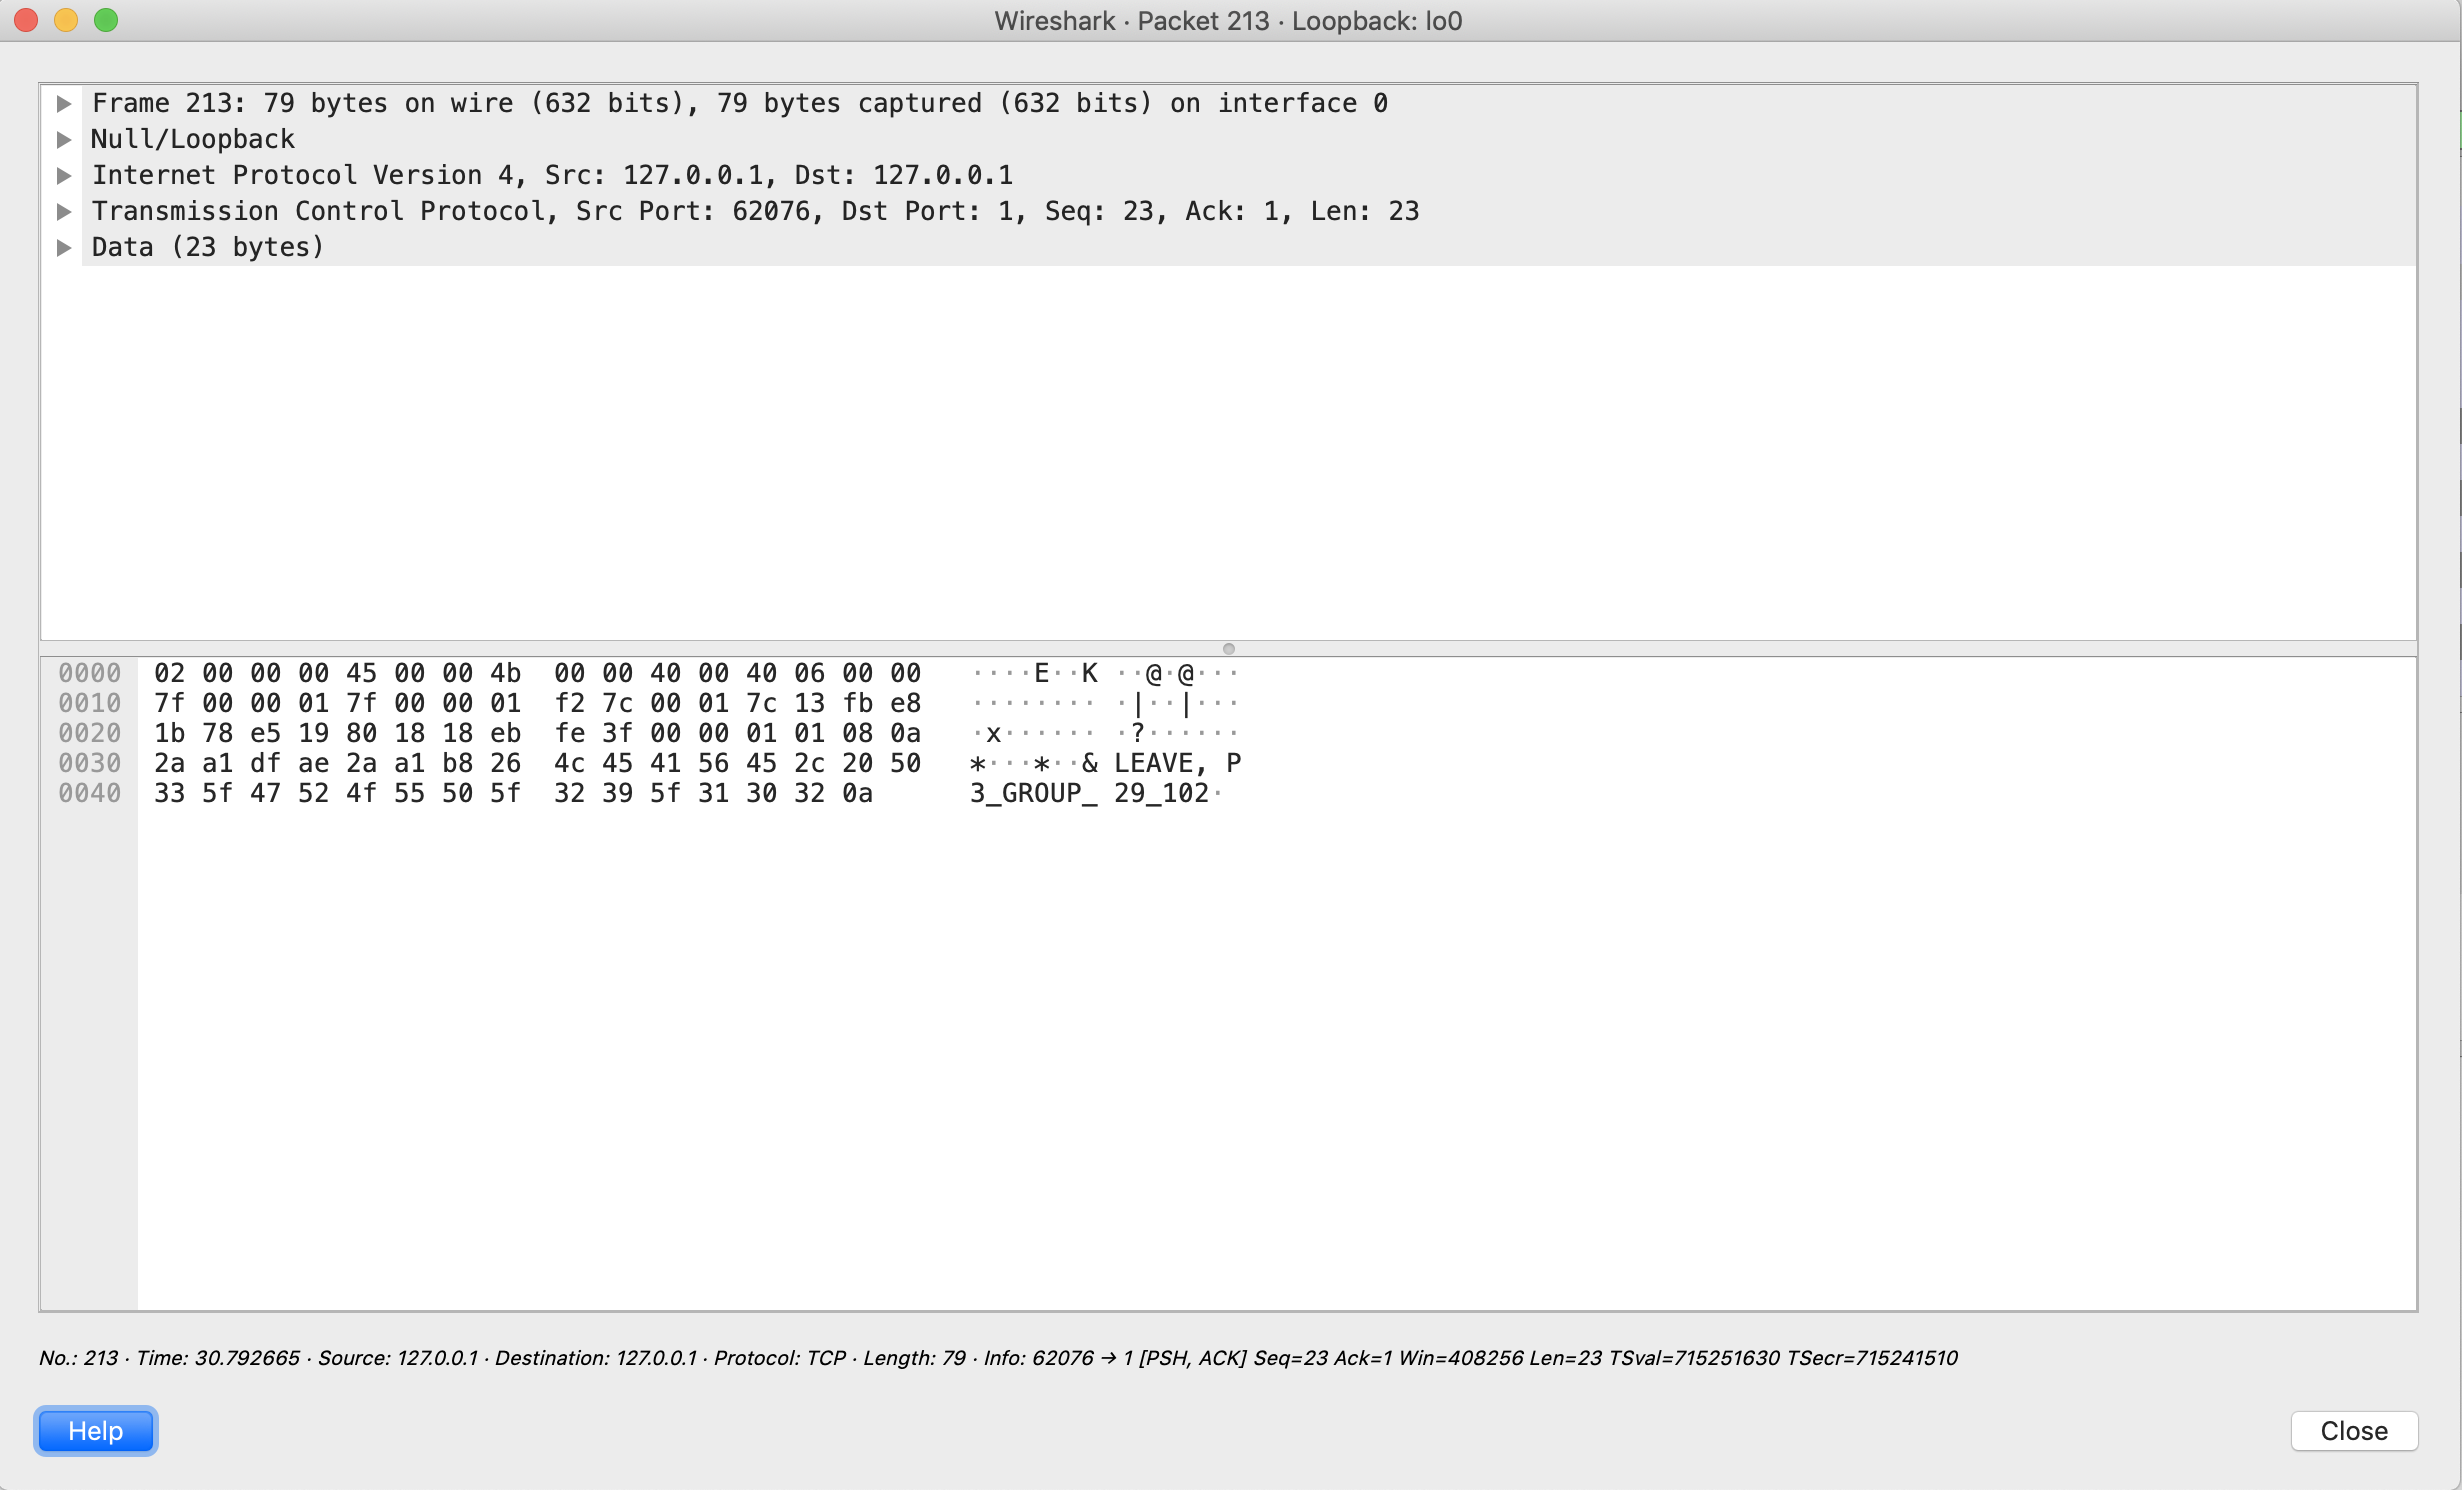 Wireshark · Packet 213 · Loopback: lo0
Frame 213: 79 bytes on wire (632 bits), 79 bytes captured (632 bits) on interface 0
Null/Loopback
Internet Protocol Version 4, Src: 127.0.0.1, Dst: 127.0.0.1
Transmission Control Protocol, Src Port: 62076, Dst Port: 1, Seq: 23, Ack: 1, Len: 23
Data (23 bytes)
0000 02 00 00 00 45 00 00 4b 00 00 40 00 40 06 00 00 ····E··K ··@·@···
0010 7f 00 00 01 7f 00 00 01 f2 7c 00 01 7c 13 fb e8 ········ ·|··|···
0020 1b 78 e5 19 80 18 18 eb fe 3f 00 00 01 01 08 0a ·x······ ·?······
0030 2a a1 df ae 2a a1 b8 26 4c 45 41 56 45 2c 20 50 *···*··& LEAVE, P
0040 33 5f 47 52 4f 55 50 5f 32 39 5f 31 30 32 0a 3_GROUP_ 29_102·
No.: 213 · Time: 30.792665 · Source: 127.0.0.1 · Destination: 127.0.0.1 · Protocol: TCP · Length: 79 · Info: 62076 → 1 [PSH, ACK] Seq=23 Ack=1 Win=408256 Len=23 TSval=715251630 TSecr=715241510
Help
Close